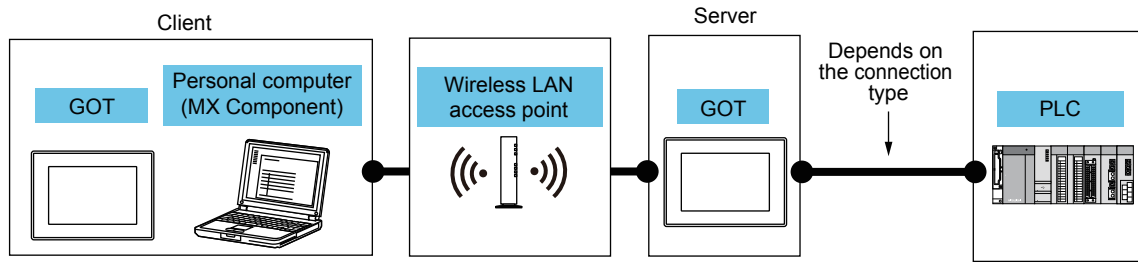 Client
GOT
Personal computer
(MX Component)
Wireless LAN
access point
Server
GOT
Depends on
the connection
type
PLC